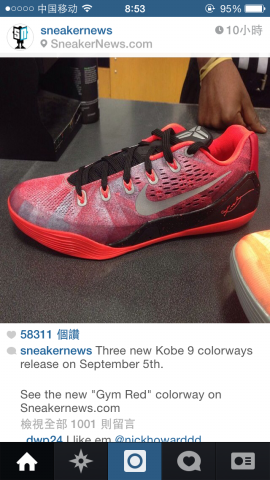 中国移动 8:53 95%
sneakernews 10小時
SneakerNews.com
58311 個讚
sneakernews Three new Kobe 9 colorways
release on September 5th.
See the new "Gym Red" colorway on
Sneakernews.com
檢視全部 1001 則留言
_dwn24 I like em @nickhowarddd